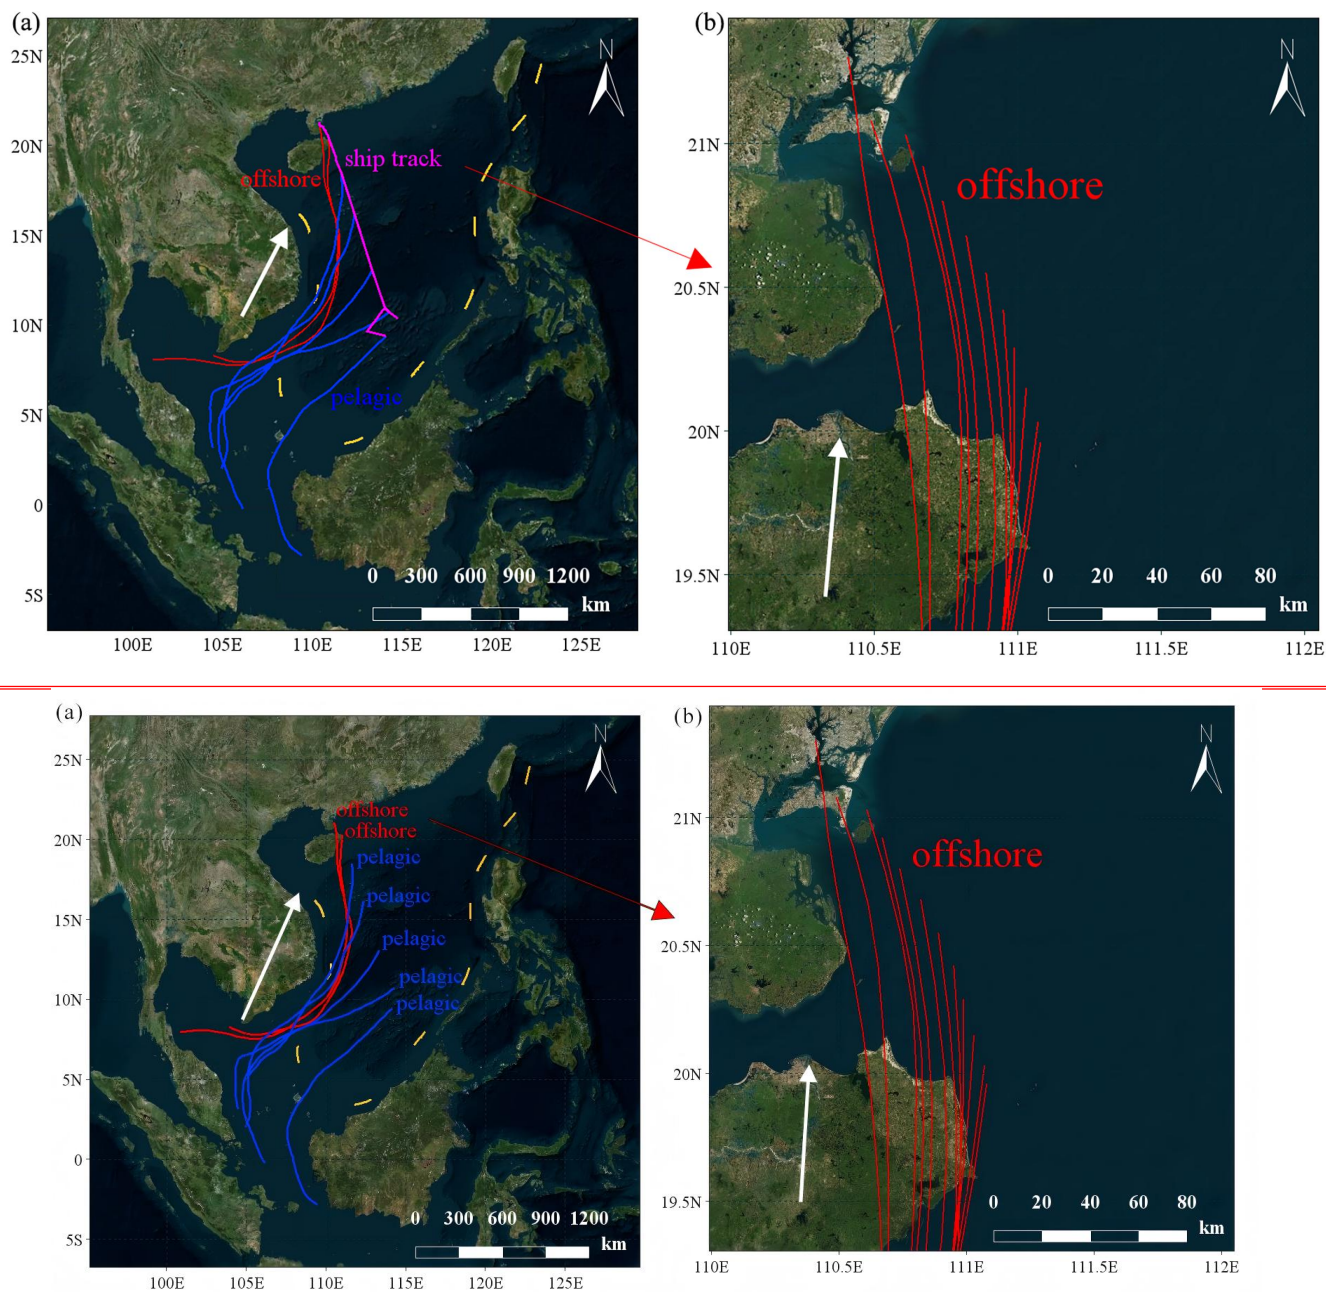 (a)
(b)
25N
20N
15N
10N
5N
0
5S
N
ship track
offshore
pelagic
0 300 600 900 1200
km
100E 105E 110E 115E 120E 125E
21N
20.5N
20N
19.5N
N
offshore
0 20 40 60 80
km
110E 110.5E 111E 111.5E 112E
(a)
(b)
25N
20N
15N
10N
5N
0
5S
N
offshore
offshore
pelagic
pelagic
pelagic
pelagic
pelagic
0 300 600 900 1200
km
100E 105E 110E 115E 120E 125E
21N
20.5N
20N
19.5N
N
offshore
0 20 40 60 80
km
110E 110.5E 111E 111.5E 112E